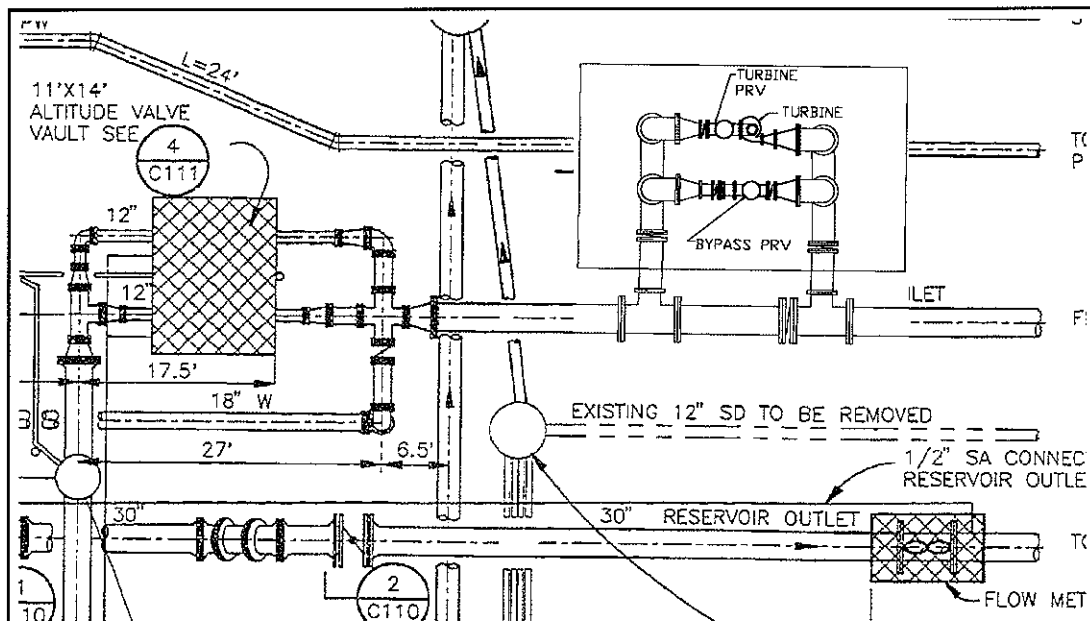 L=24'
11'X14'
ALTITUDE VALVE
VAULT SEE
4
C111
TURBINE
PRV
TURBINE
BYPASS PRV
12"
12"
17.5'
18" W
27'
6.5'
EXISTING 12" SD TO BE REMOVED
1/2" SA CONNEC
RESERVOIR OUTLE
30"
30"
RESERVOIR OUTLET
2
C110
1
10
FLOW MET